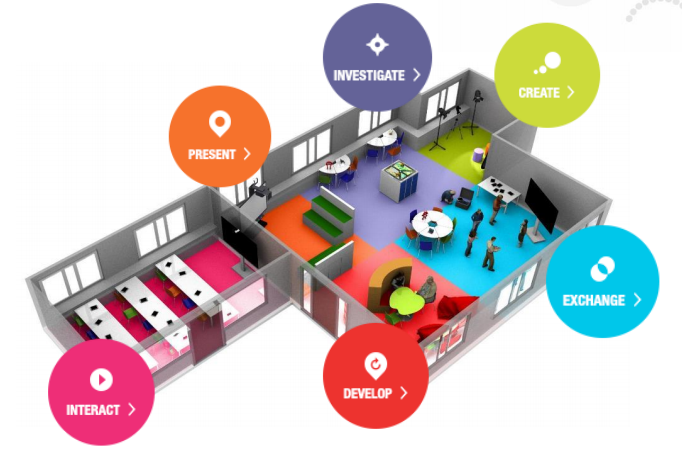 INVESTIGATE
CREATE
PRESENT
EXCHANGE
DEVELOP
INTERACT